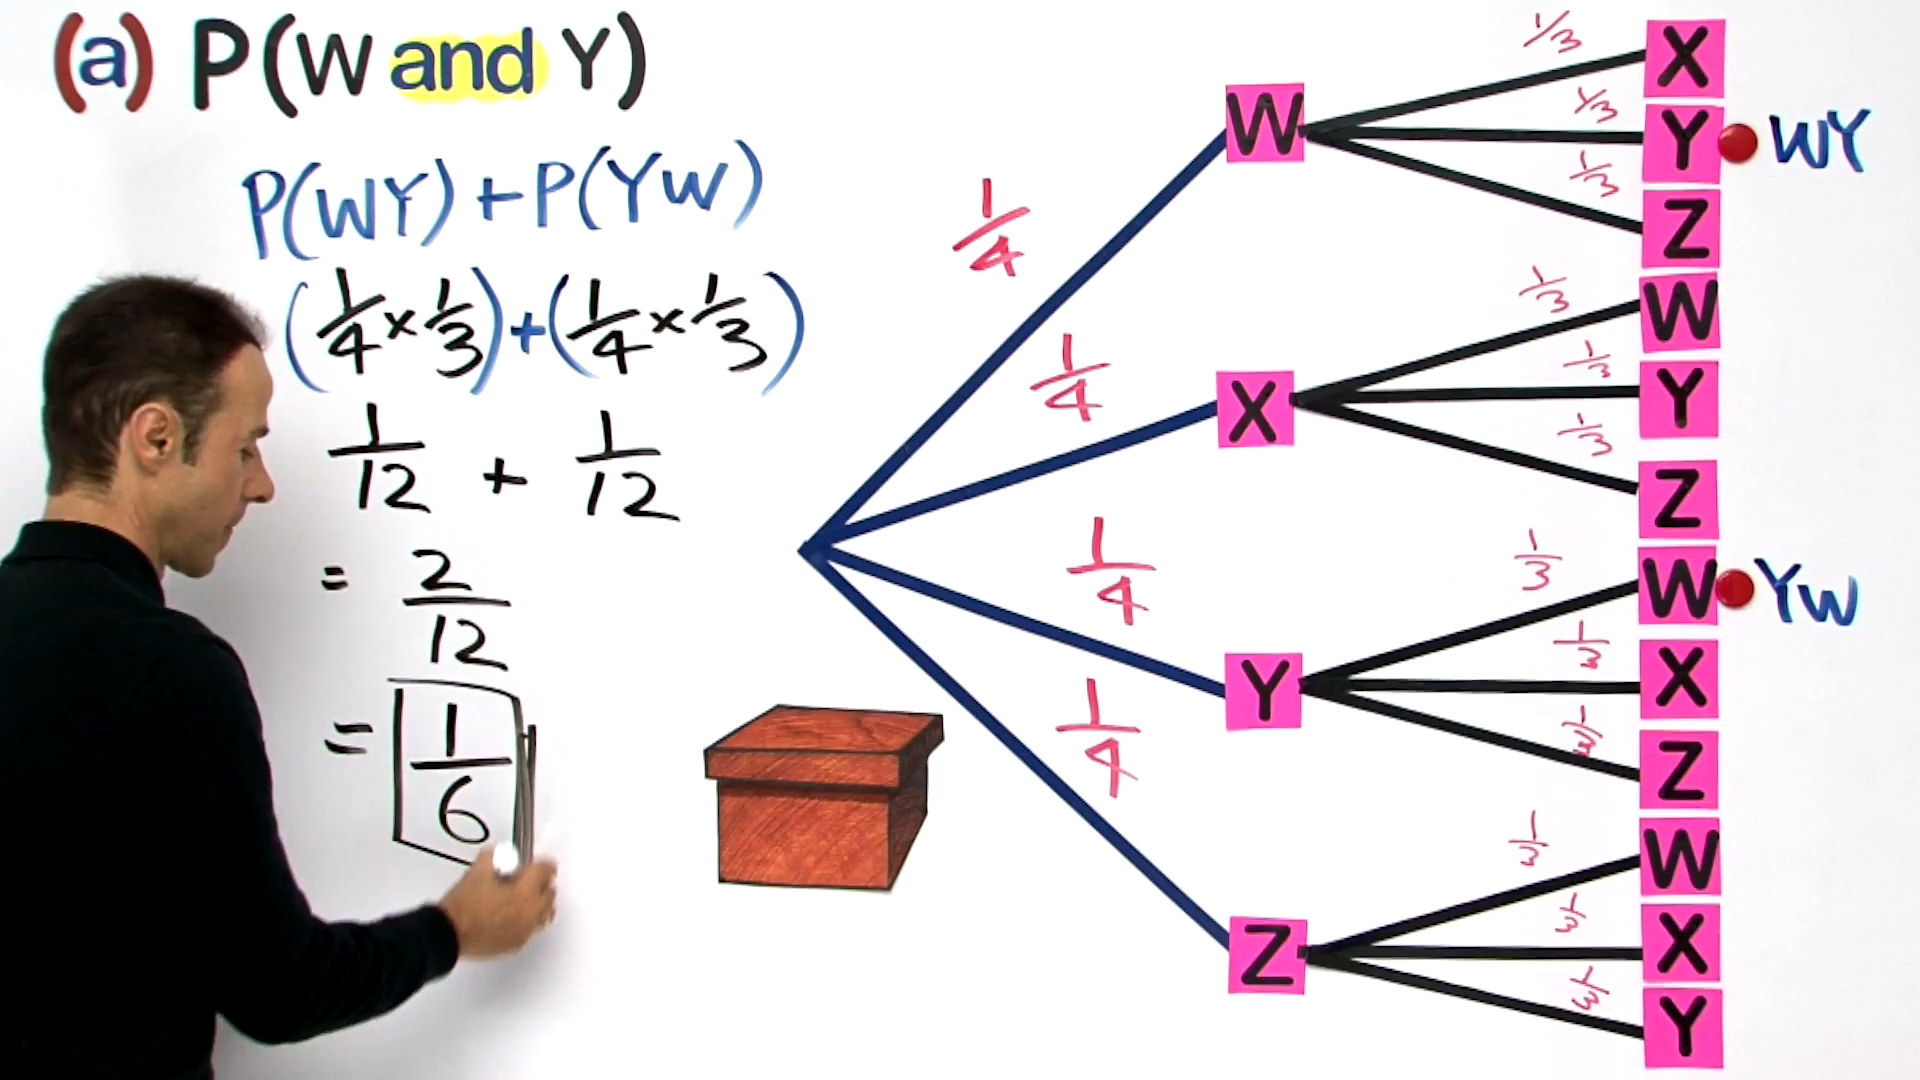 (a) P(W and Y)
P(WY) + P(YW)
(1/4 × 1/3) + (1/4 × 1/3)
1/12 + 1/12
= 2/12
= 1/6
1/4
1/4
1/4
1/4
W
1/3
1/3
1/3
X
Y WY
Z
X
1/3
1/3
1/3
W
Y
Z
Y
1/3
1/3
1/3
W YW
X
Z
Z
1/3
1/3
1/3
W
X
Y